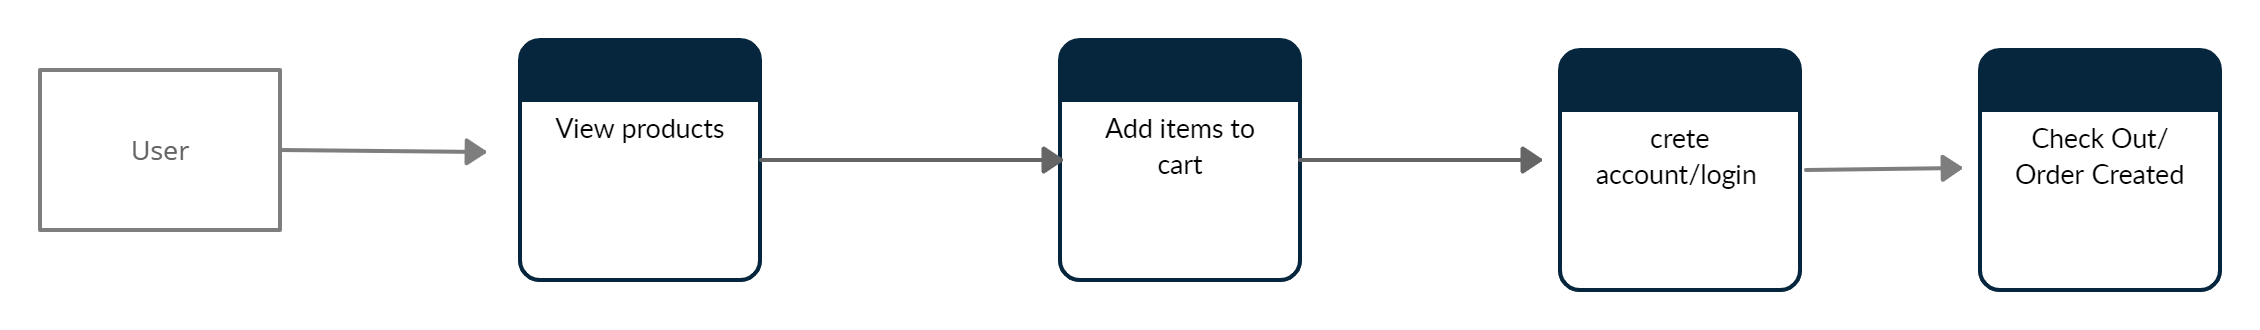 User
View products
Add items to
cart
crete
account/login
Check Out/
Order Created